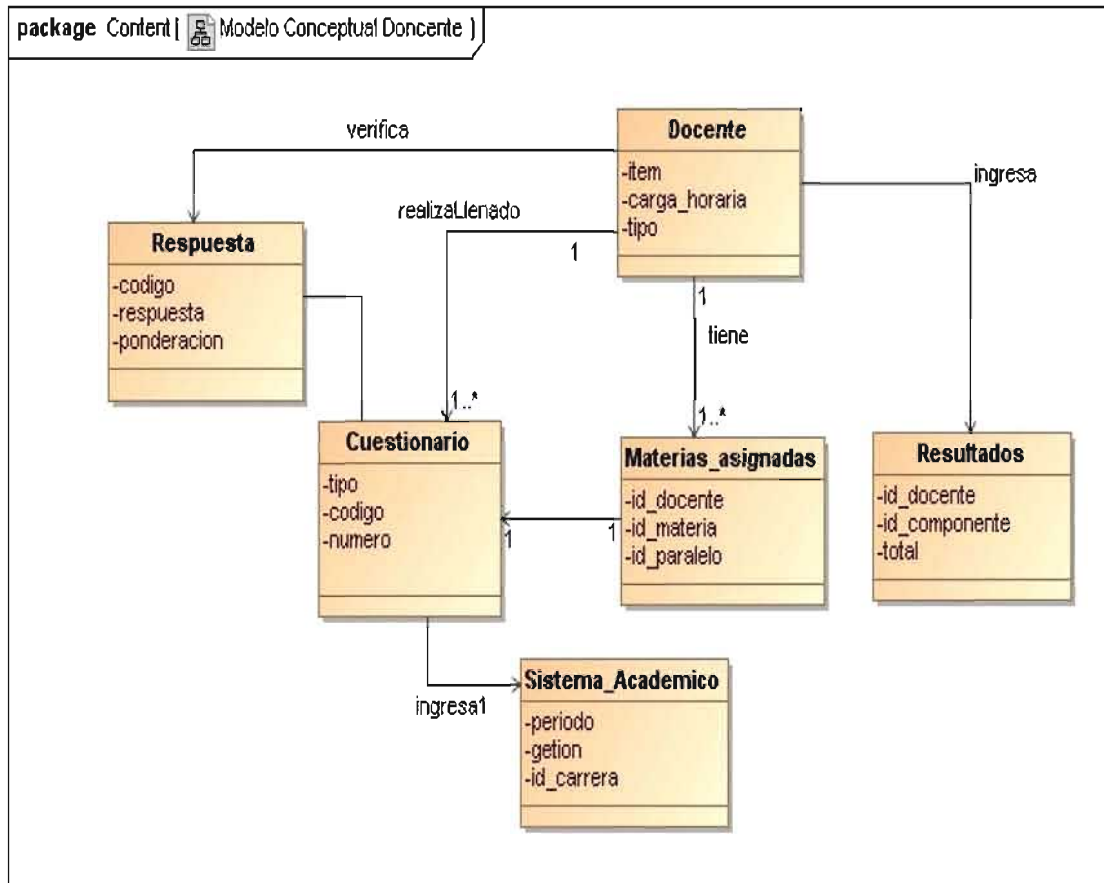 package Content [ Modelo Conceptual Doncente ]
verifica
Docente
-item
-carga_horaria
-tipo
ingresa
realizaLlenado
1
Respuesta
-codigo
-respuesta
-ponderacion
1
tiene
1..*
1..*
Cuestionario
-tipo
-codigo
-numero
Materias_asignadas
-id_docente
-id_materia
-id_paralelo
Resultados
-id_docente
-id_componente
-total
1
1
Sistema_Academico
-periodo
-getion
-id_carrera
ingresa1